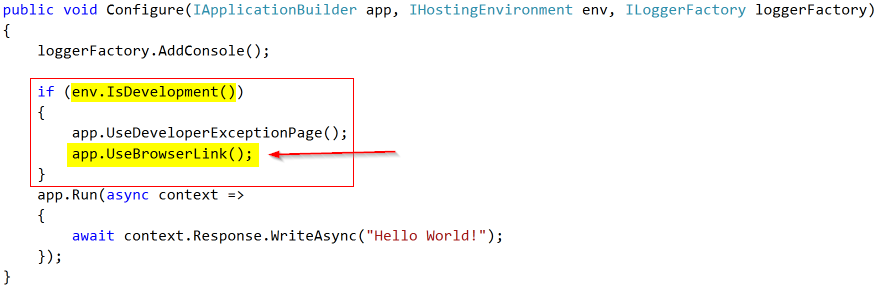 public void Configure(IApplicationBuilder app, IHostingEnvironment env, ILoggerFactory loggerFactory)
{
    loggerFactory.AddConsole();

    if (env.IsDevelopment())
    {
        app.UseDeveloperExceptionPage();
        app.UseBrowserLink();
    }
    app.Run(async context =>
    {
        await context.Response.WriteAsync("Hello World!");
    });
}